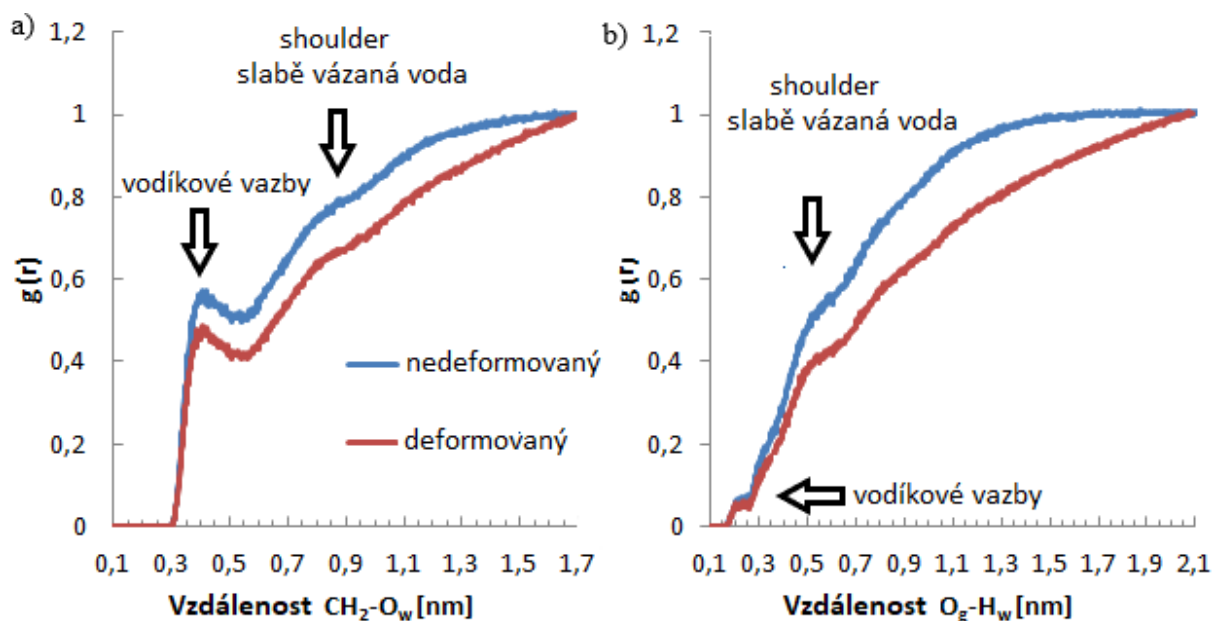 a)
1,2
1
0,8
0,6
0,4
0,2
0
g (r)
shoulder
slabě vázaná voda
vodíkové vazby
nedeformovaný
deformovaný
0,1 0,3 0,5 0,7 0,9 1,1 1,3 1,5 1,7
Vzdálenost CH₂-O_w [nm]
b)
1,2
1
0,8
0,6
0,4
0,2
0
g (r)
shoulder
slabě vázaná voda
vodíkové vazby
0,1 0,3 0,5 0,7 0,9 1,1 1,3 1,5 1,7 1,9 2,1
Vzdálenost O_g-H_w [nm]